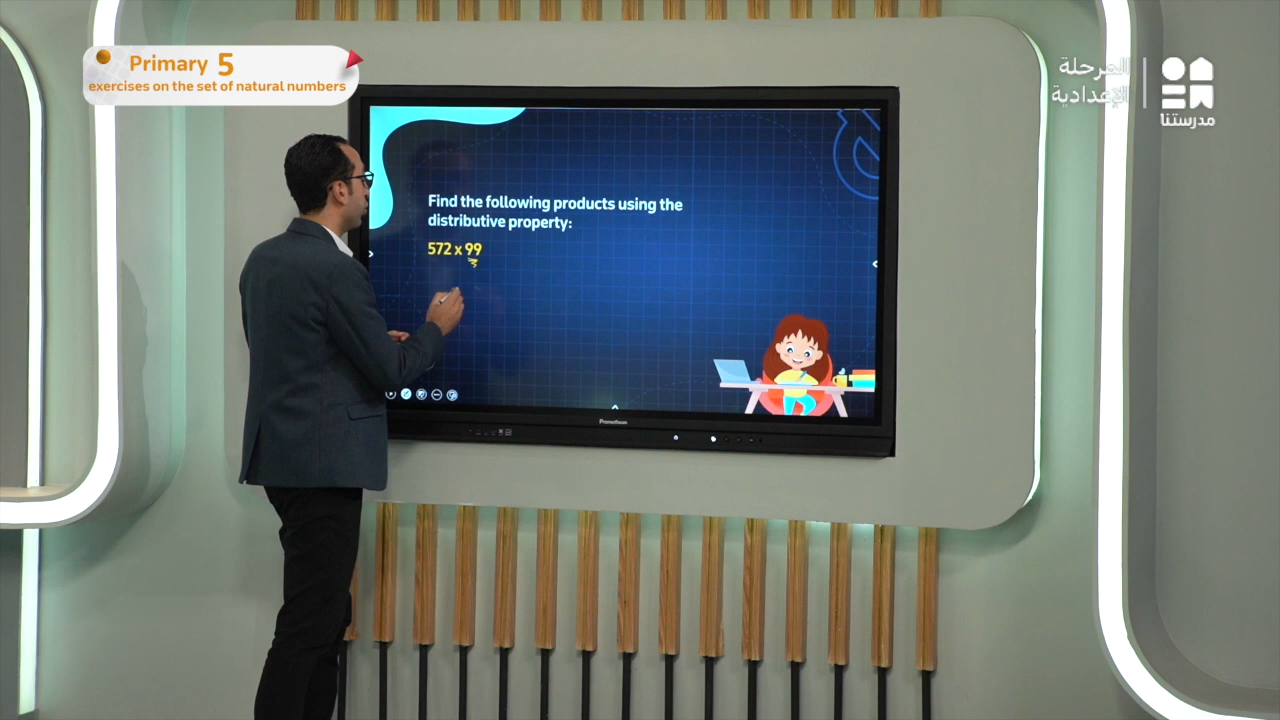 Primary 5
exercises on the set of natural numbers
المرحلة
الإعدادية
مدرستنا
Find the following products using the
distributive property:
572 x 99
Promethean